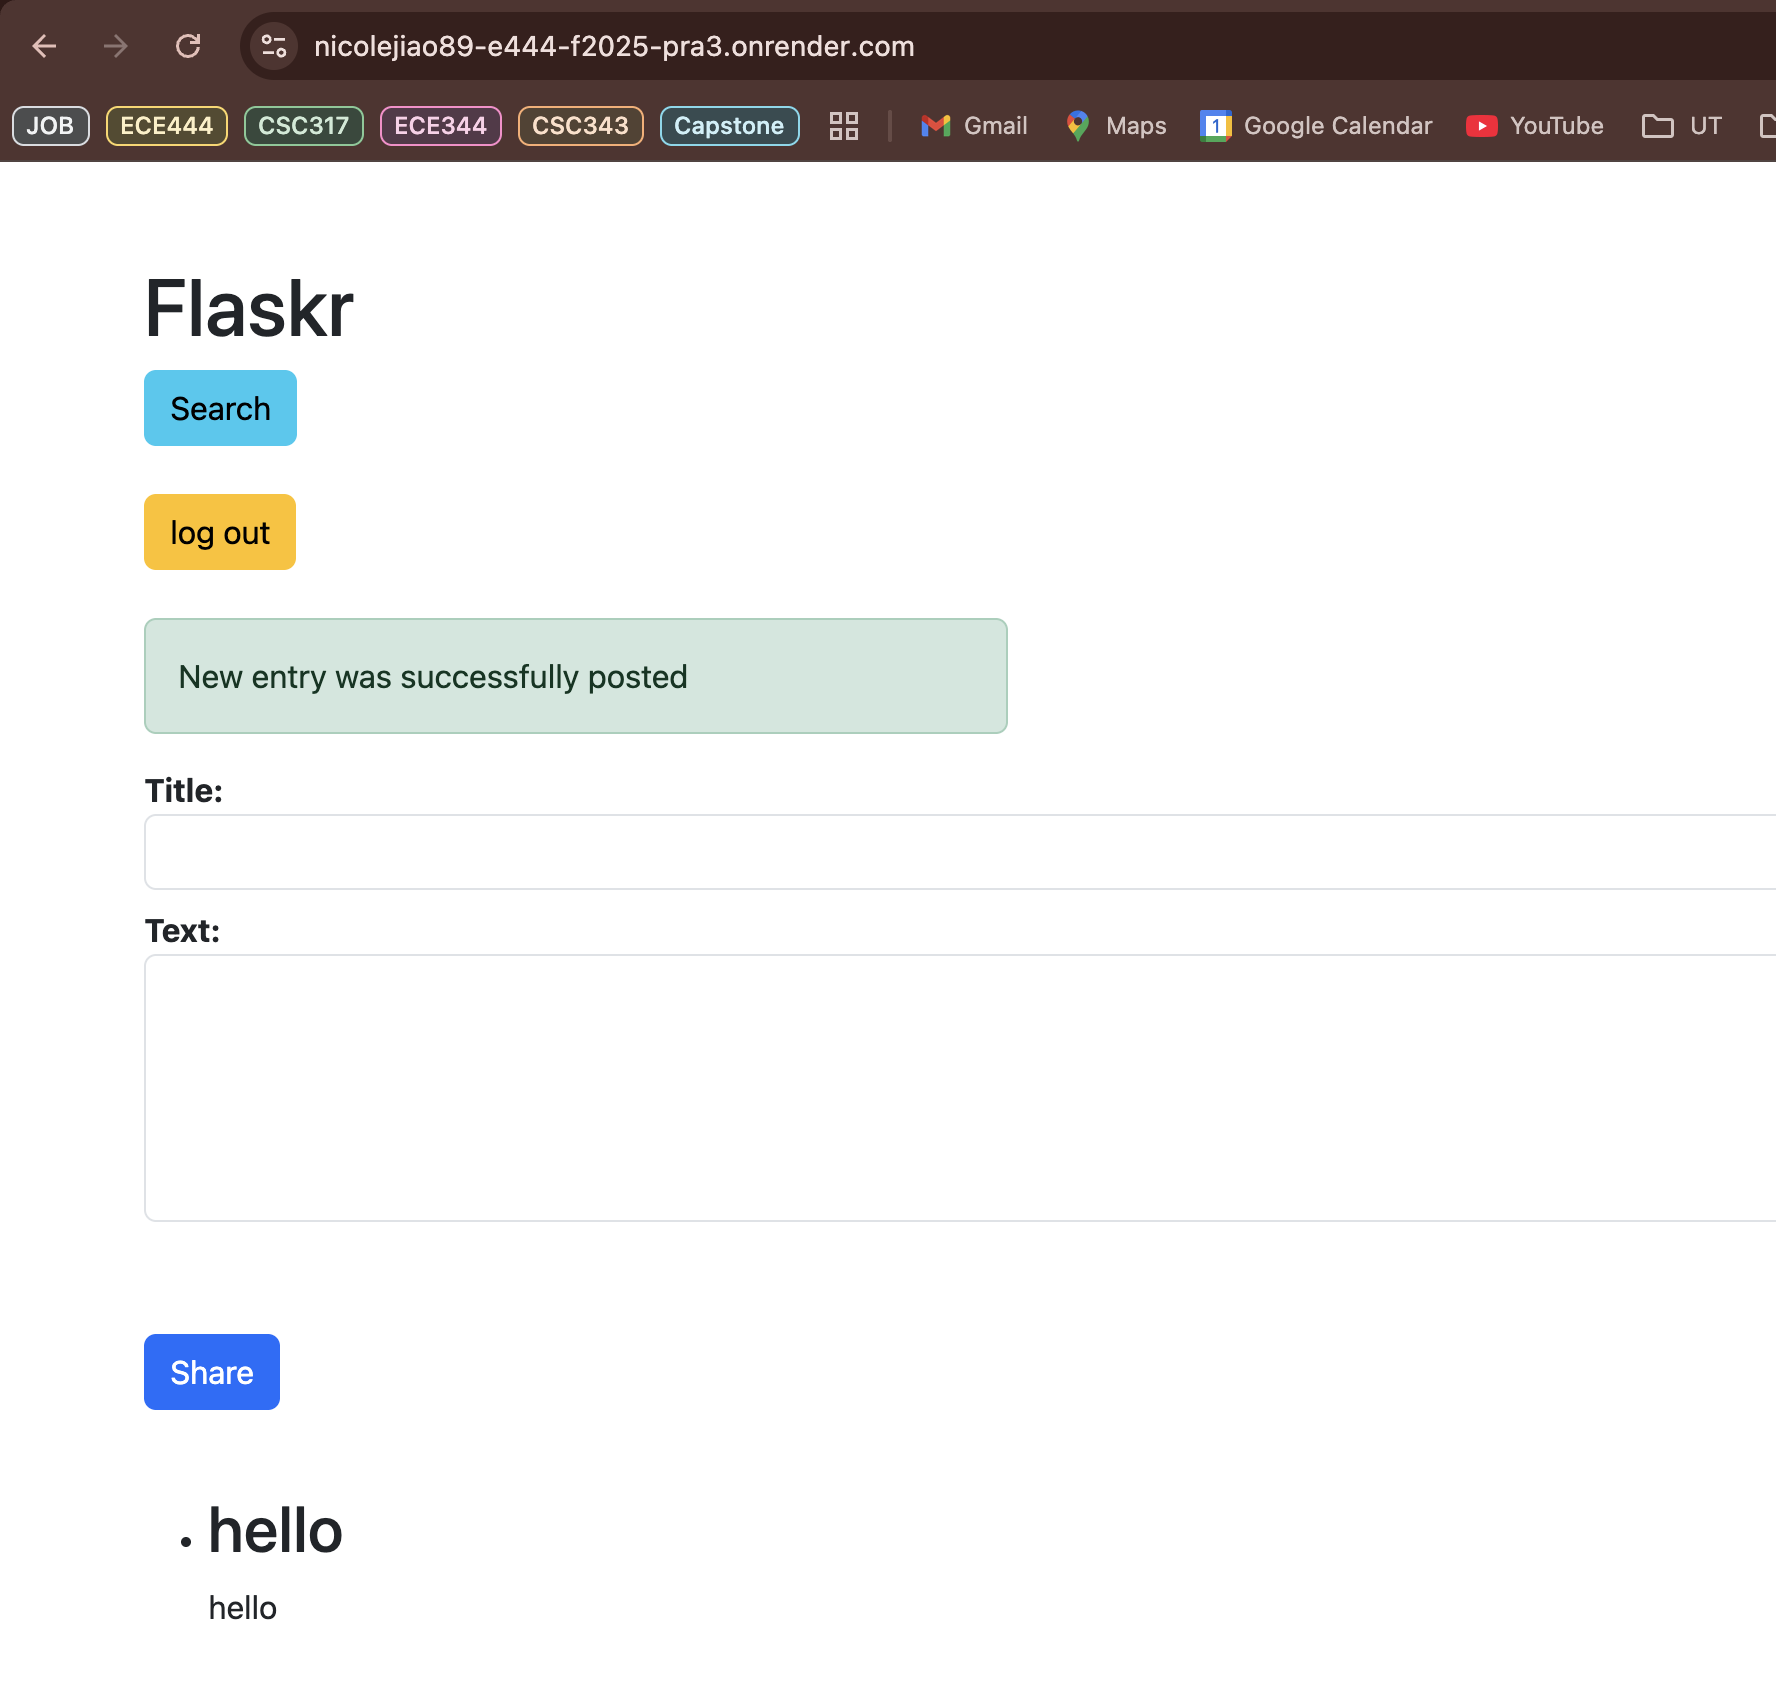 nicolejiao89-e444-f2025-pra3.onrender.com
JOB ECE444 CSC317 ECE344 CSC343 Capstone Gmail Maps 1 Google Calendar YouTube UT
Flaskr
Search
log out
New entry was successfully posted
Title:
Text:
Share
• hello
hello